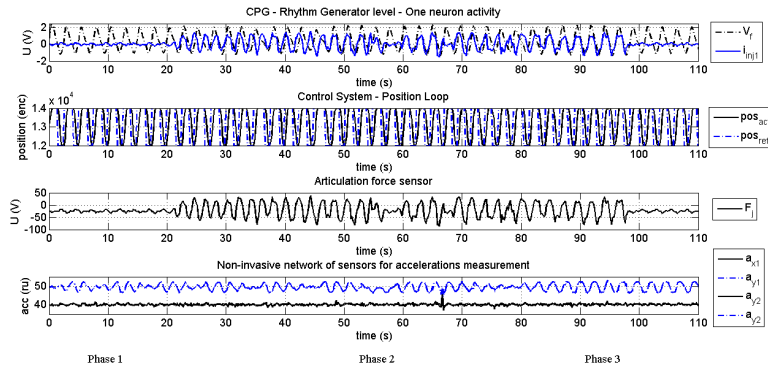 CPG - Rhythm Generator level - One neuron activity
U (V)
2
0
-2
0 10 20 30 40 50 60 70 80 90 100 110
time (s)
V_f
i_inj1
Control System - Position Loop
x 10^4
position (enc)
1.4
1.3
1.2
0 10 20 30 40 50 60 70 80 90 100 110
time (s)
pos_ac
pos_ref
Articulation force sensor
U (V)
50
0
-50
-100
0 10 20 30 40 50 60 70 80 90 100 110
time (s)
F_j
Non-invasive network of sensors for accelerations measurement
acc (ru)
50
40
0 10 20 30 40 50 60 70 80 90 100 110
time (s)
a_x1
a_y1
a_y2
a_y2
Phase 1 Phase 2 Phase 3